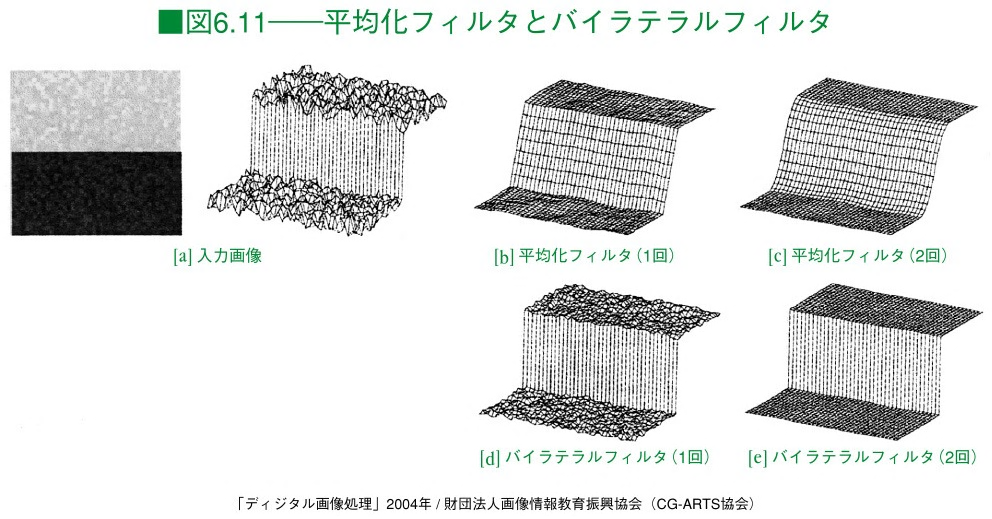 ■図6.11――平均化フィルタとバイラテラルフィルタ
[a] 入力画像
[b] 平均化フィルタ（1回）
[c] 平均化フィルタ（2回）
[d] バイラテラルフィルタ（1回）
[e] バイラテラルフィルタ（2回）
「ディジタル画像処理」2004年 / 財団法人画像情報教育振興協会（CG-ARTS協会）